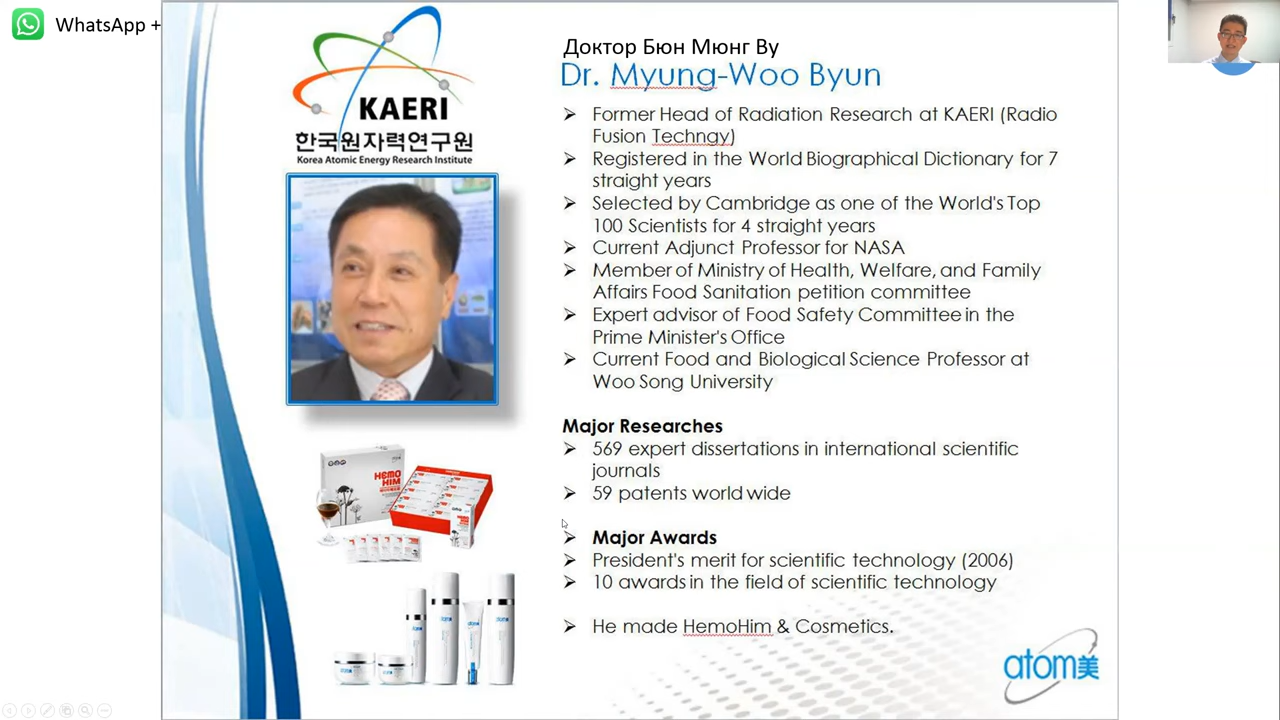 WhatsApp +
KAERI
한국원자력연구원
Korea Atomic Energy Research Institute
Доктор Бюн Мюнг Ву
Dr. Myung-Woo Byun
➢ Former Head of Radiation Research at KAERI (Radio
Fusion Techngy)
➢ Registered in the World Biographical Dictionary for 7
straight years
➢ Selected by Cambridge as one of the World's Top
100 Scientists for 4 straight years
➢ Current Adjunct Professor for NASA
➢ Member of Ministry of Health, Welfare, and Family
Affairs Food Sanitation petition committee
➢ Expert advisor of Food Safety Committee in the
Prime Minister's Office
➢ Current Food and Biological Science Professor at
Woo Song University
Major Researches
➢ 569 expert dissertations in international scientific
journals
➢ 59 patents world wide
➢ Major Awards
➢ President's merit for scientific technology (2006)
➢ 10 awards in the field of scientific technology
➢ He made HemoHim & Cosmetics.
HEMO
HIM
atom美